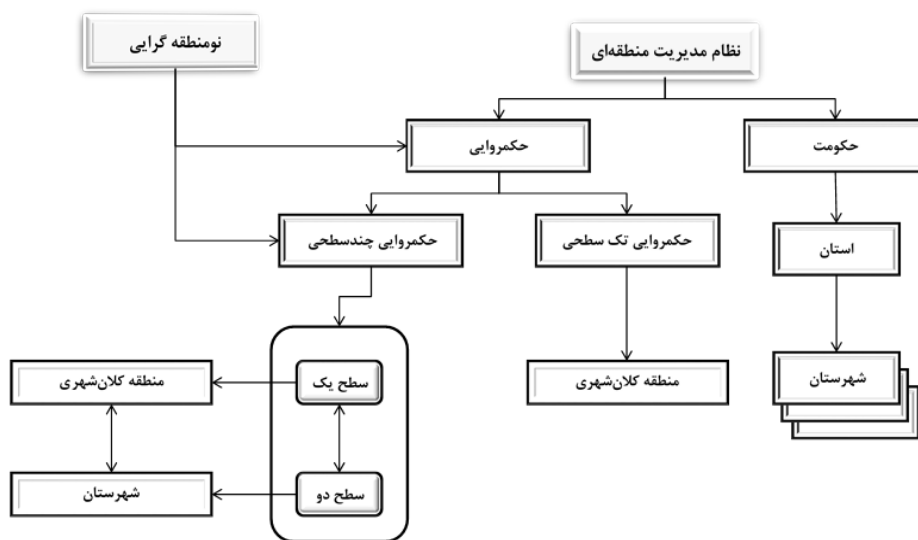 نظام مدیریت منطقه‌ای
نومنطقه گرایی
حکومت
حکمروایی
استان
حکمروایی تک سطحی
حکمروایی چندسطحی
شهرستان
منطقه کلان‌شهری
سطح یک
منطقه کلان‌شهری
سطح دو
شهرستان